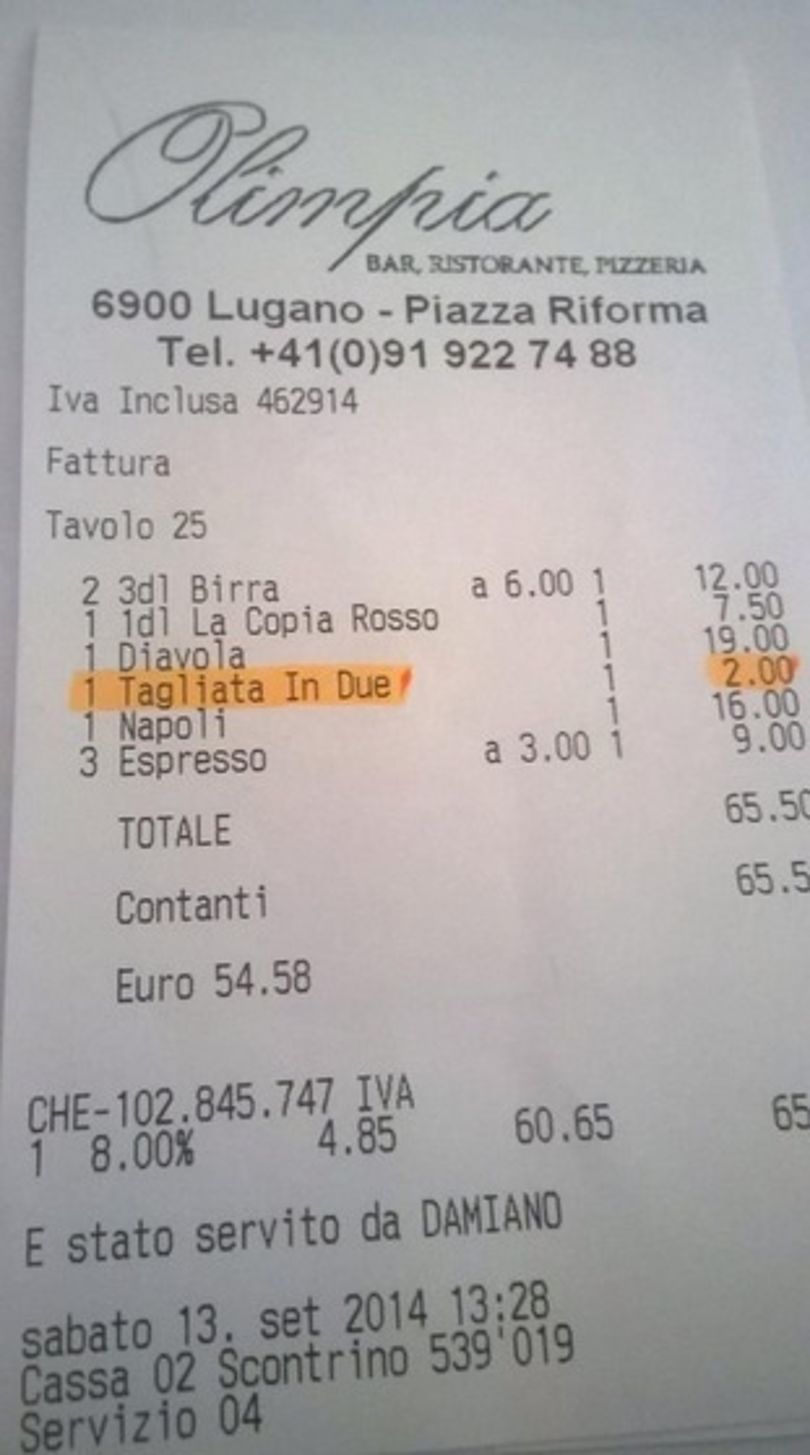 Olimpia
BAR, RISTORANTE, PIZZERIA
6900 Lugano - Piazza Riforma
Tel. +41(0)91 922 74 88
Iva Inclusa 462914
Fattura
Tavolo 25
2 3dl Birra a 6.00 1 12.00
1 1dl La Copia Rosso 1 7.50
1 Diavola 1 19.00
1 Tagliata In Due 1 2.00
1 Napoli 1 16.00
3 Espresso a 3.00 1 9.00
TOTALE 65.50
Contanti 65.5
Euro 54.58
CHE-102.845.747 IVA
1 8.00% 4.85 60.65 65
E stato servito da DAMIANO
sabato 13. set 2014 13:28
Cassa 02 Scontrino 539'019
Servizio 04